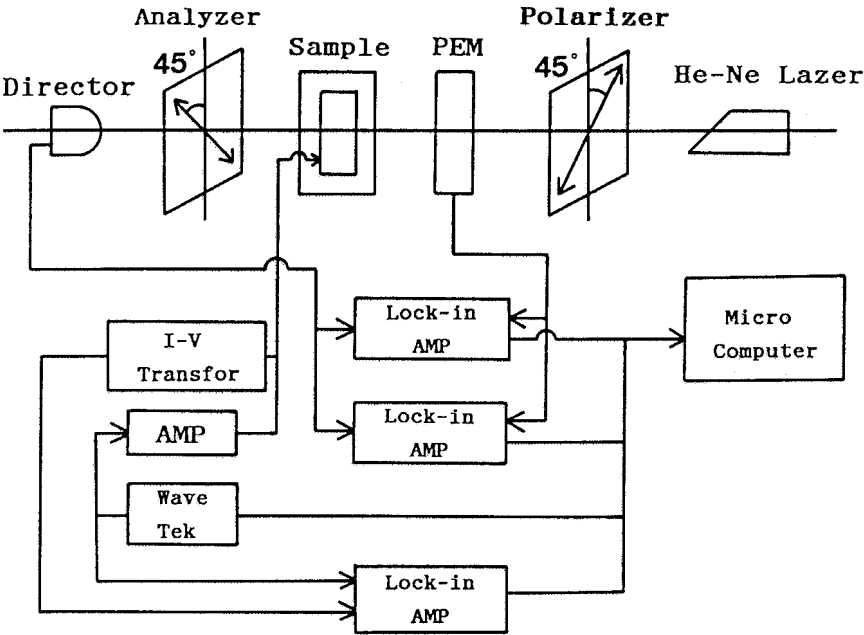 Analyzer
Polarizer
45°
Sample
PEM
45°
He-Ne Lazer
Director
Lock-in
AMP
Micro
Computer
I-V
Transfor
Lock-in
AMP
AMP
Wave
Tek
Lock-in
AMP